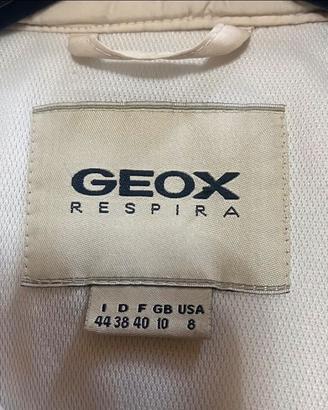 GEOX
RESPIRA
I D F GB USA
44 38 40 10 8